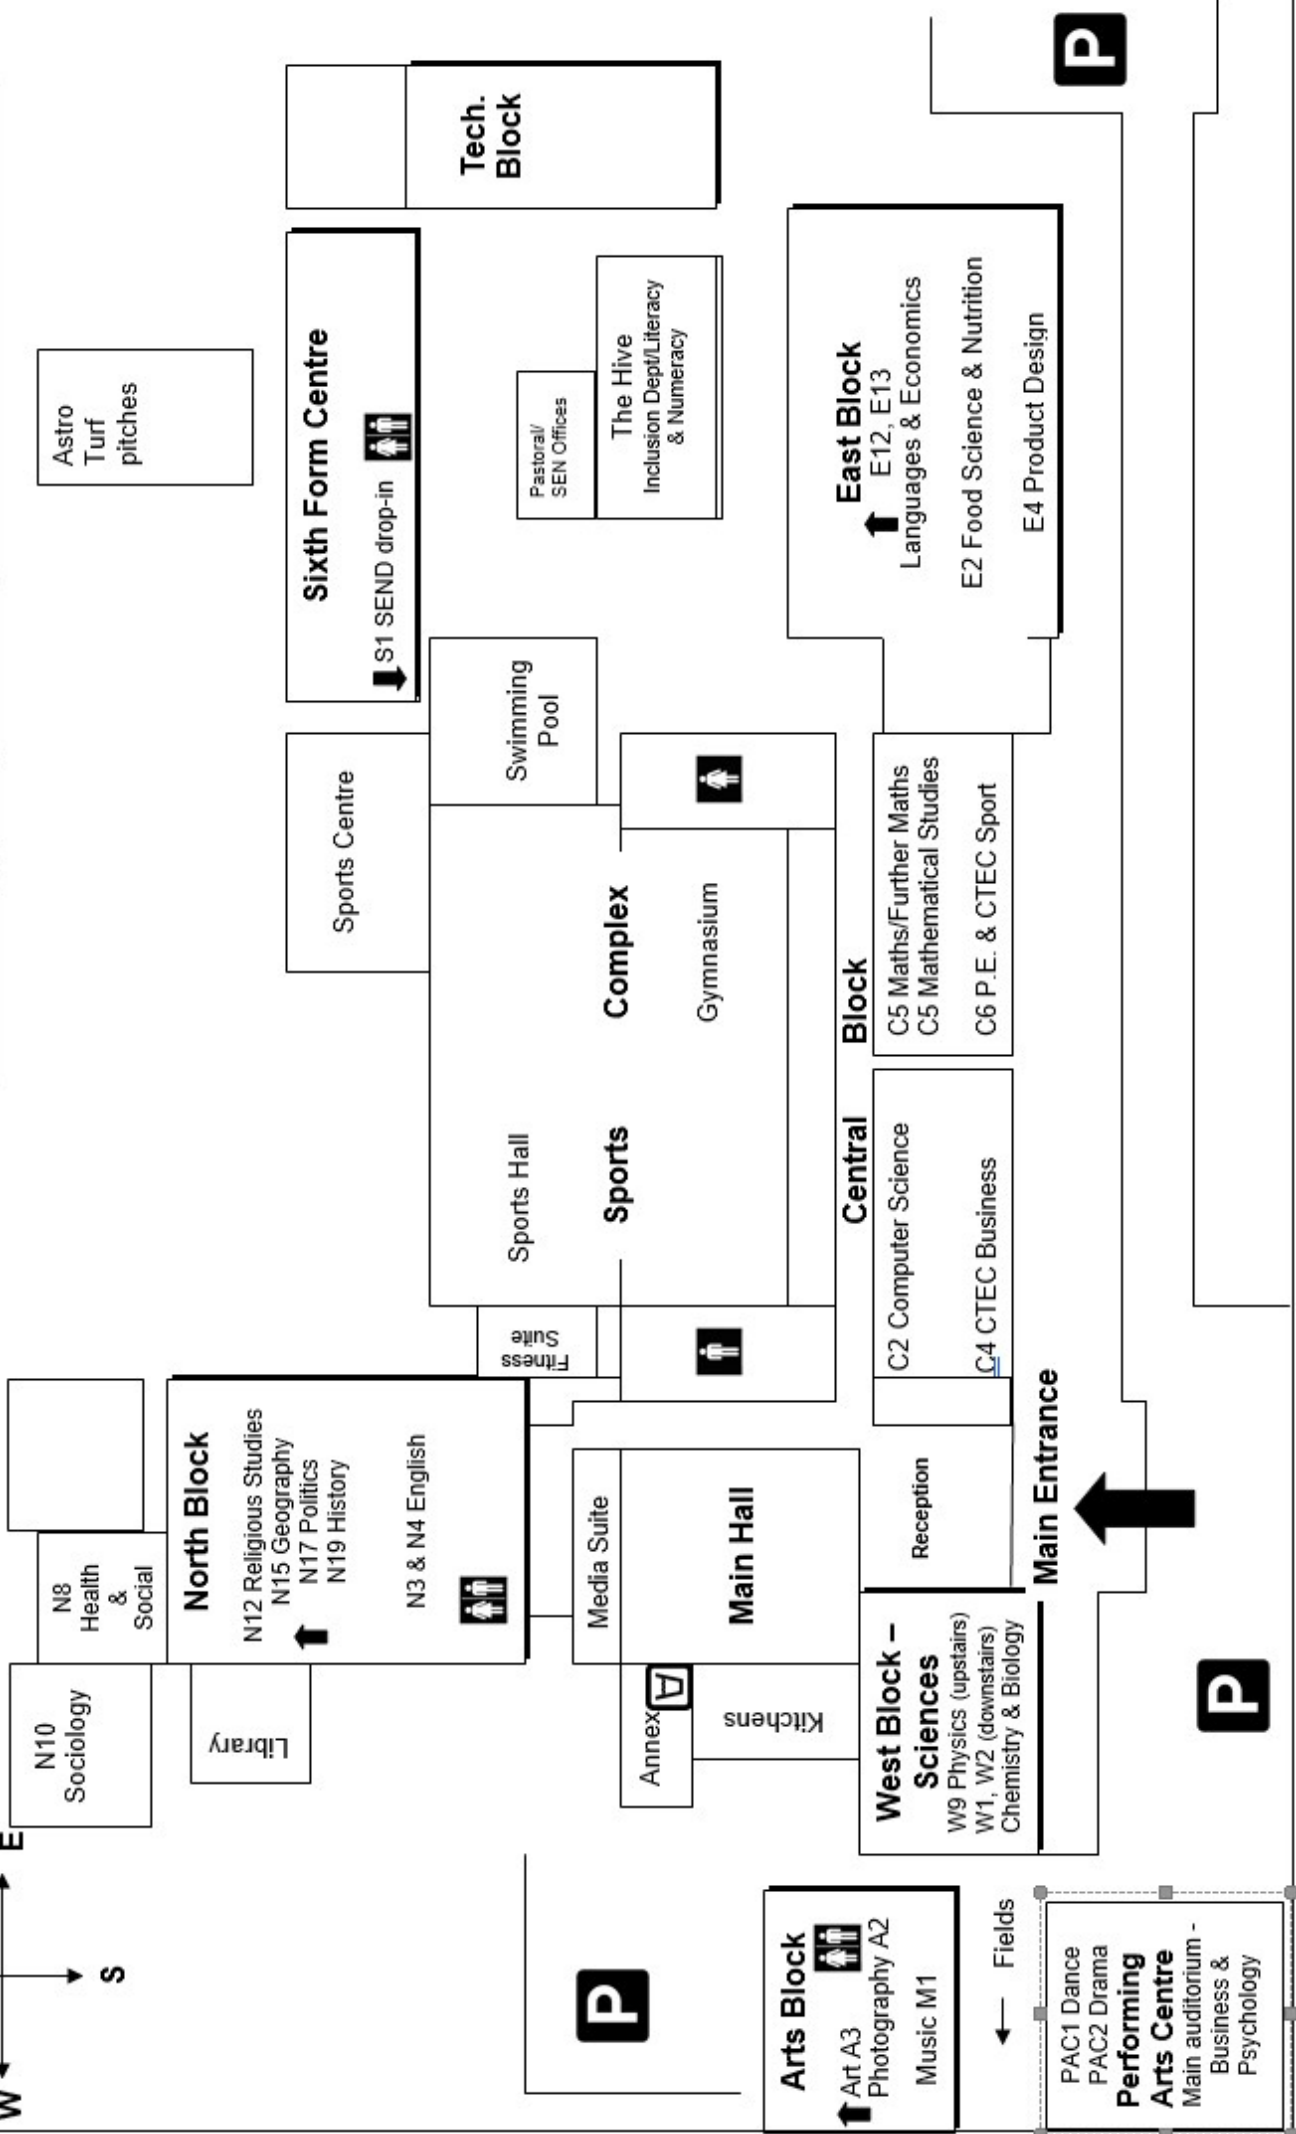 W
E
S
N10
Sociology
N8
Health
&
Social
Library
North Block
N12 Religious Studies
N15 Geography
N17 Politics
N19 History
N3 & N4 English
Astro
Turf
pitches
Sixth Form Centre
S1 SEND drop-in
Tech.
Block
Sports Centre
Swimming
Pool
Pastoral/
SEN Offices
The Hive
Inclusion Dept/Literacy
& Numeracy
Fitness
Suite
Sports Hall
Sports Complex
Gymnasium
Media Suite
Main Hall
Annex
A
Kitchens
P
Arts Block
Art A3
Photography A2
Music M1
West Block –
Sciences
W9 Physics (upstairs)
W1, W2 (downstairs)
Chemistry & Biology
Reception
Main Entrance
Central Block
C2 Computer Science
C4 CTEC Business
C5 Maths/Further Maths
C5 Mathematical Studies
C6 P.E. & CTEC Sport
East Block
E12, E13
Languages & Economics
E2 Food Science & Nutrition
E4 Product Design
P
Fields
PAC1 Dance
PAC2 Drama
Performing
Arts Centre
Main auditorium -
Business &
Psychology
P